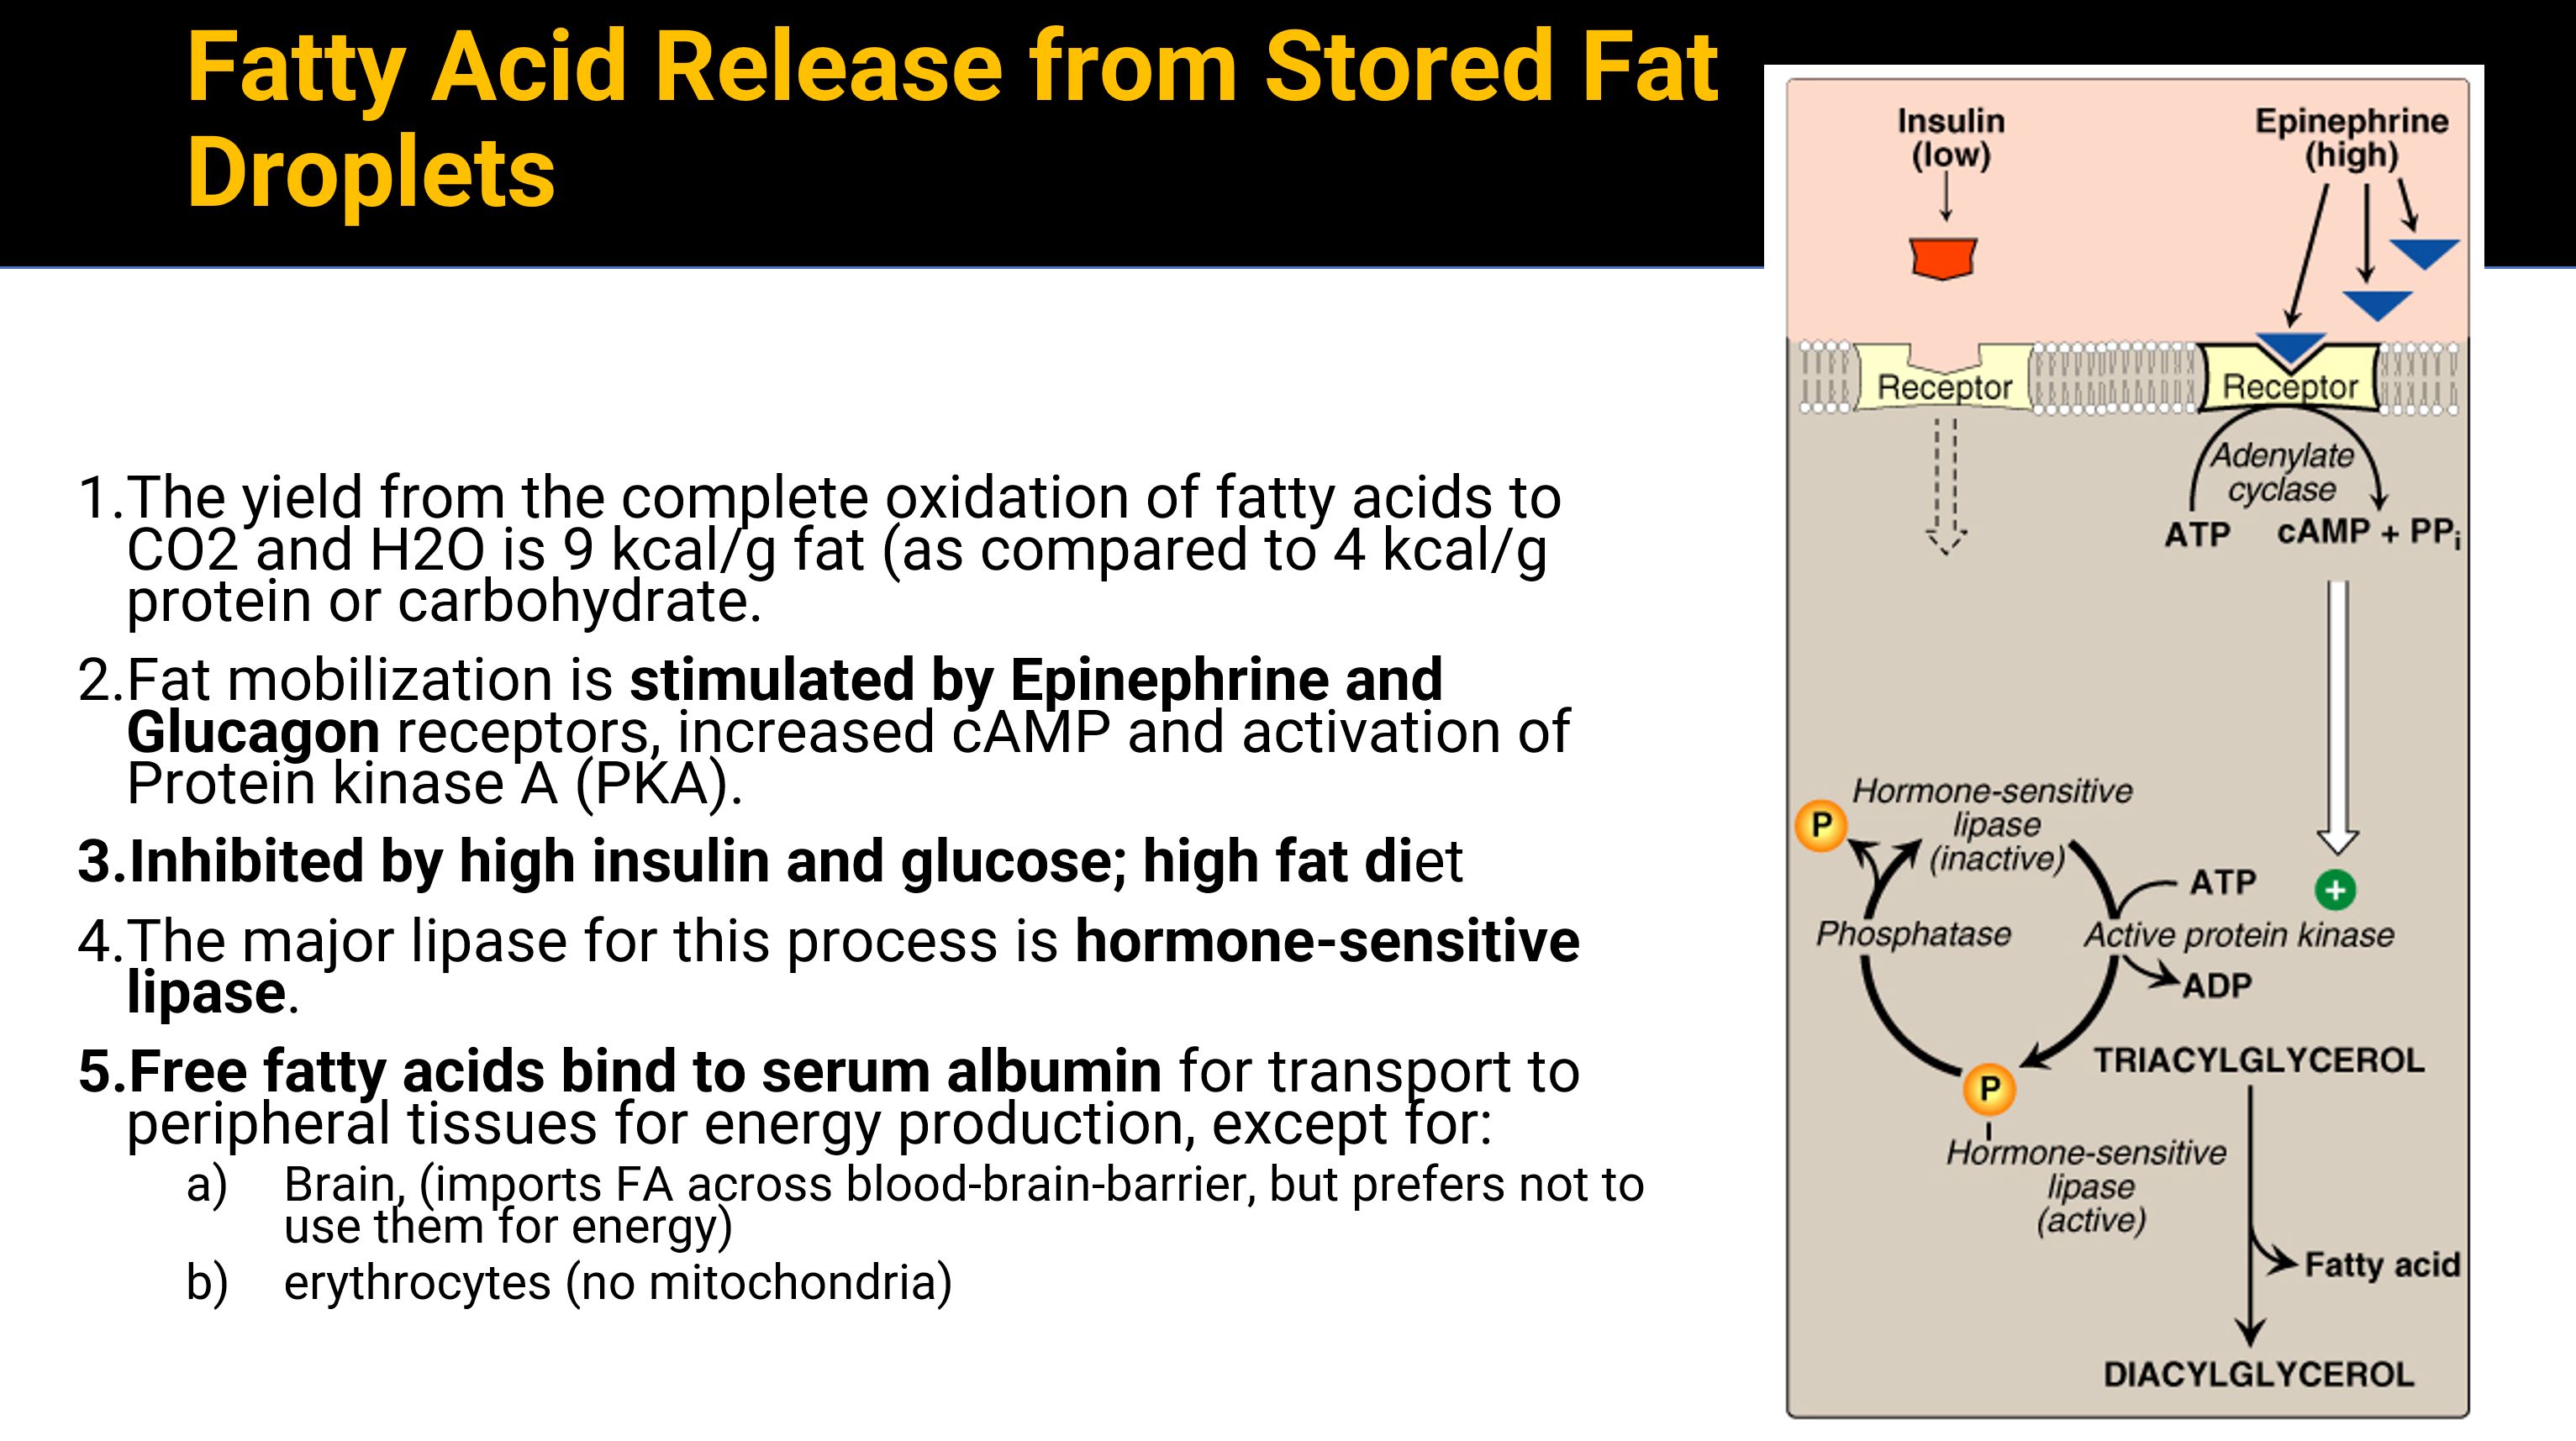 Fatty Acid Release from Stored Fat
Droplets
1.The yield from the complete oxidation of fatty acids to
CO2 and H2O is 9 kcal/g fat (as compared to 4 kcal/g
protein or carbohydrate.
2.Fat mobilization is stimulated by Epinephrine and
Glucagon receptors, increased cAMP and activation of
Protein kinase A (PKA).
3.Inhibited by high insulin and glucose; high fat diet
4.The major lipase for this process is hormone-sensitive
lipase.
5.Free fatty acids bind to serum albumin for transport to
peripheral tissues for energy production, except for:
a) Brain, (imports FA across blood-brain-barrier, but prefers not to
use them for energy)
b) erythrocytes (no mitochondria)
Insulin
(low)
Epinephrine
(high)
Receptor
Receptor
Adenylate
cyclase
ATP
cAMP + PPi
Hormone-sensitive
lipase
(inactive)
P
ATP
+
Phosphatase
Active protein kinase
ADP
TRIACYLGLYCEROL
P
Hormone-sensitive
lipase
(active)
Fatty acid
DIACYLGLYCEROL